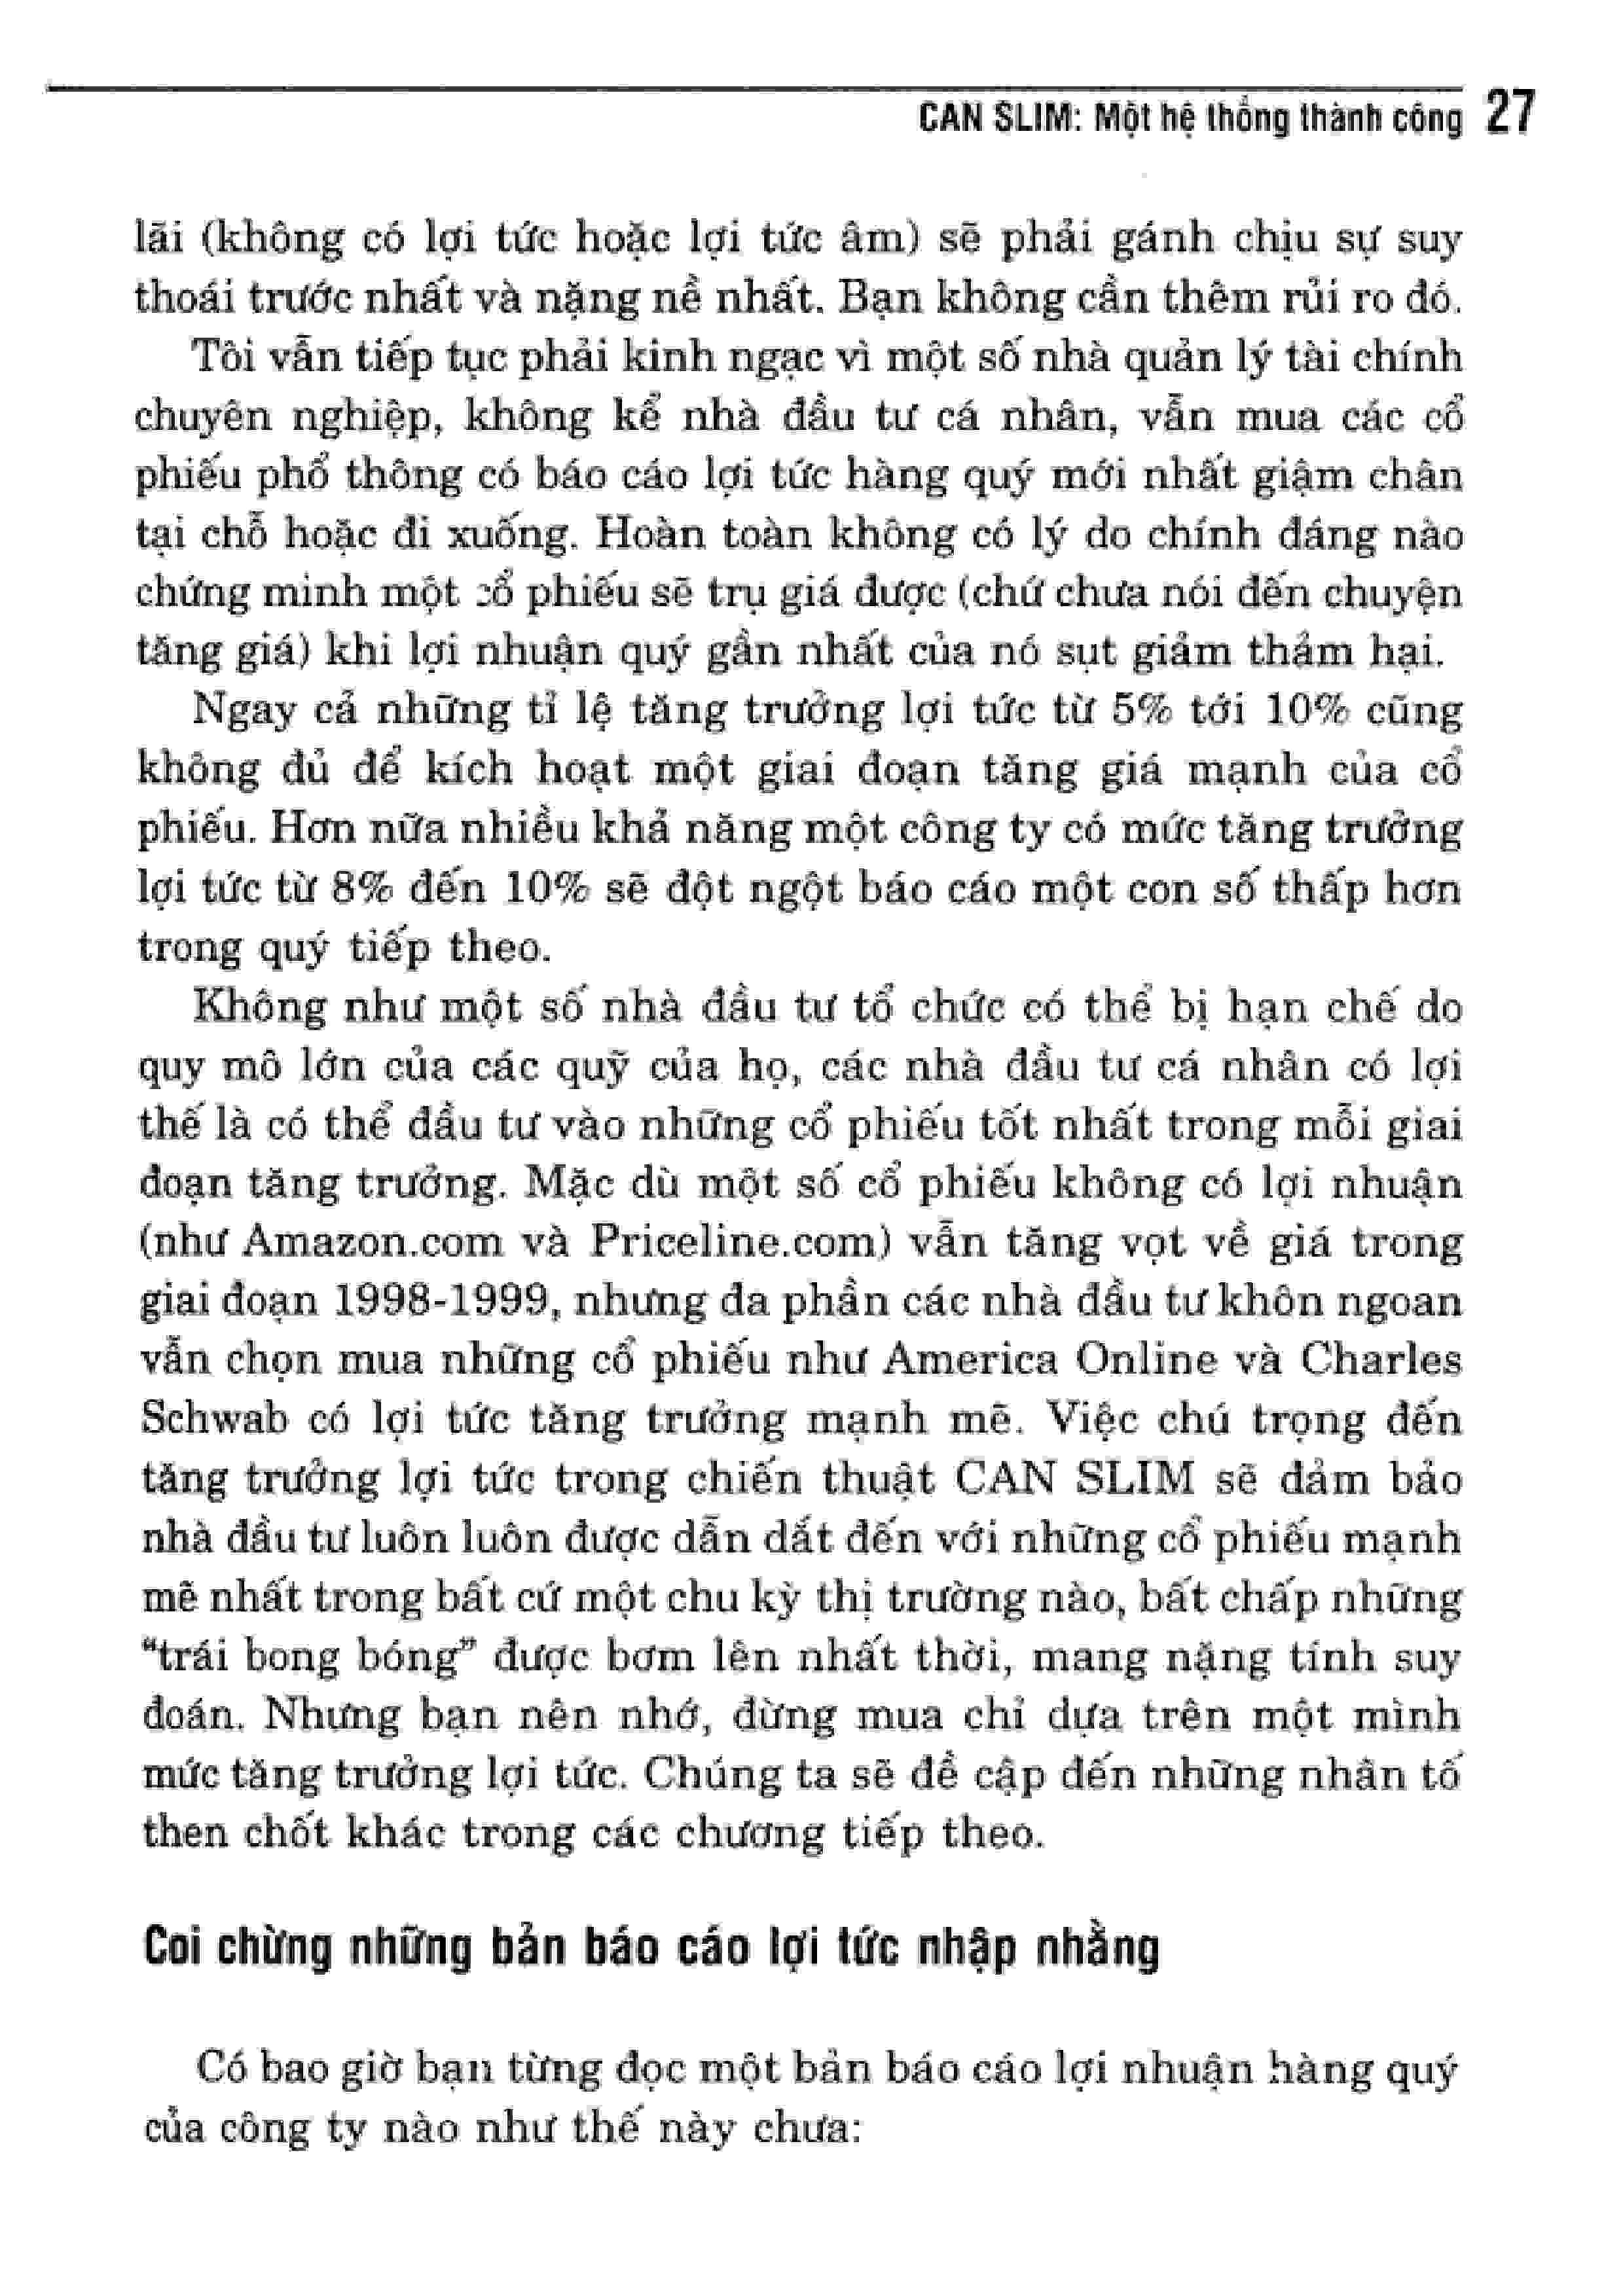 CAN SLIM: Một hệ thống thành công 27
lãi (không có lợi tức hoặc lợi tức âm) sẽ phải gánh chịu sự suy
thoái trước nhất và nặng nề nhất. Bạn không cần thêm rủi ro đó.
Tôi vẫn tiếp tục phải kinh ngạc vì một số nhà quản lý tài chính
chuyên nghiệp, không kể nhà đầu tư cá nhân, vẫn mua các cổ
phiếu phổ thông có báo cáo lợi tức hàng quý mới nhất giậm chân
tại chỗ hoặc đi xuống. Hoàn toàn không có lý do chính đáng nào
chứng minh một cổ phiếu sẽ trụ giá được (chứ chưa nói đến chuyện
tăng giá) khi lợi nhuận quý gần nhất của nó sụt giảm thảm hại.
Ngay cả những tỉ lệ tăng trưởng lợi tức từ 5% tới 10% cũng
không đủ để kích hoạt một giai đoạn tăng giá mạnh của cổ
phiếu. Hơn nữa nhiều khả năng một công ty có mức tăng trưởng
lợi tức từ 8% đến 10% sẽ đột ngột báo cáo một con số thấp hơn
trong quý tiếp theo.
Không như một số nhà đầu tư tổ chức có thể bị hạn chế do
quy mô lớn của các quỹ của họ, các nhà đầu tư cá nhân có lợi
thế là có thể đầu tư vào những cổ phiếu tốt nhất trong mỗi giai
đoạn tăng trưởng. Mặc dù một số cổ phiếu không có lợi nhuận
(như Amazon.com và Priceline.com) vẫn tăng vọt về giá trong
giai đoạn 1998-1999, nhưng đa phần các nhà đầu tư khôn ngoan
vẫn chọn mua những cổ phiếu như America Online và Charles
Schwab có lợi tức tăng trưởng mạnh mẽ. Việc chú trọng đến
tăng trưởng lợi tức trong chiến thuật CAN SLIM sẽ đảm bảo
nhà đầu tư luôn luôn được dẫn dắt đến với những cổ phiếu mạnh
mẽ nhất trong bất cứ một chu kỳ thị trường nào, bất chấp những
“trái bong bóng” được bơm lên nhất thời, mang nặng tính suy
đoán. Nhưng bạn nên nhớ, đừng mua chỉ dựa trên một mình
mức tăng trưởng lợi tức. Chúng ta sẽ đề cập đến những nhân tố
then chốt khác trong các chương tiếp theo.
Coi chừng những bản báo cáo lợi tức nhập nhằng
Có bao giờ bạn từng đọc một bản báo cáo lợi nhuận hàng quý
của công ty nào như thế này chưa: